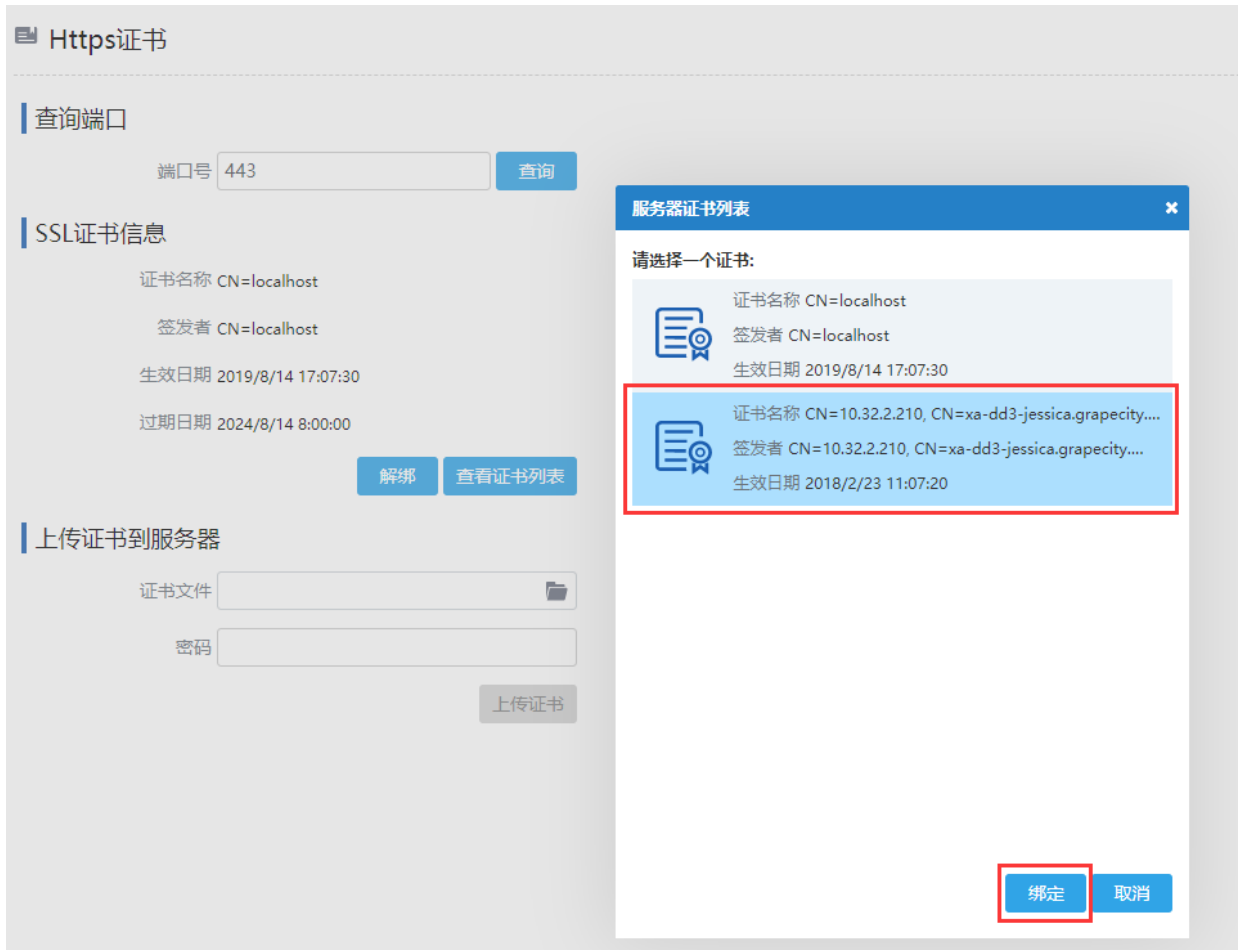 Https证书
查询端口
端口号 443 查询
SSL证书信息
证书名称 CN=localhost
签发者 CN=localhost
生效日期 2019/8/14 17:07:30
过期日期 2024/8/14 8:00:00
解绑 查看证书列表
上传证书到服务器
证书文件
密码
上传证书
服务器证书列表
请选择一个证书:
证书名称 CN=localhost
签发者 CN=localhost
生效日期 2019/8/14 17:07:30
证书名称 CN=10.32.2.210, CN=xa-dd3-jessica.grapecity....
签发者 CN=10.32.2.210, CN=xa-dd3-jessica.grapecity....
生效日期 2018/2/23 11:07:20
绑定 取消